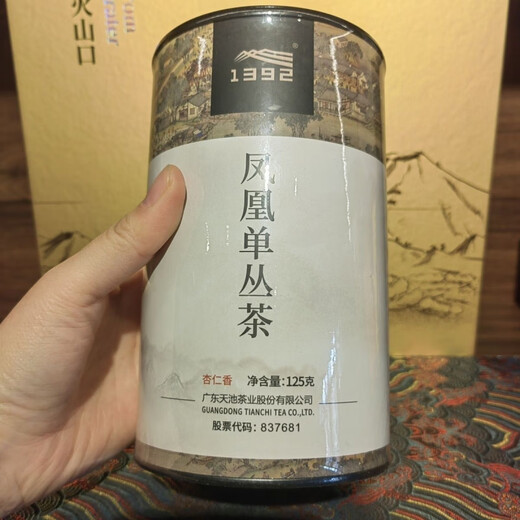 火山口
1392
凤凰单丛茶
杏仁香 净含量:125克
广东天池茶业股份有限公司
GUANGDONG TIANCHI TEA CO.,LTD.
股票代码: 837681